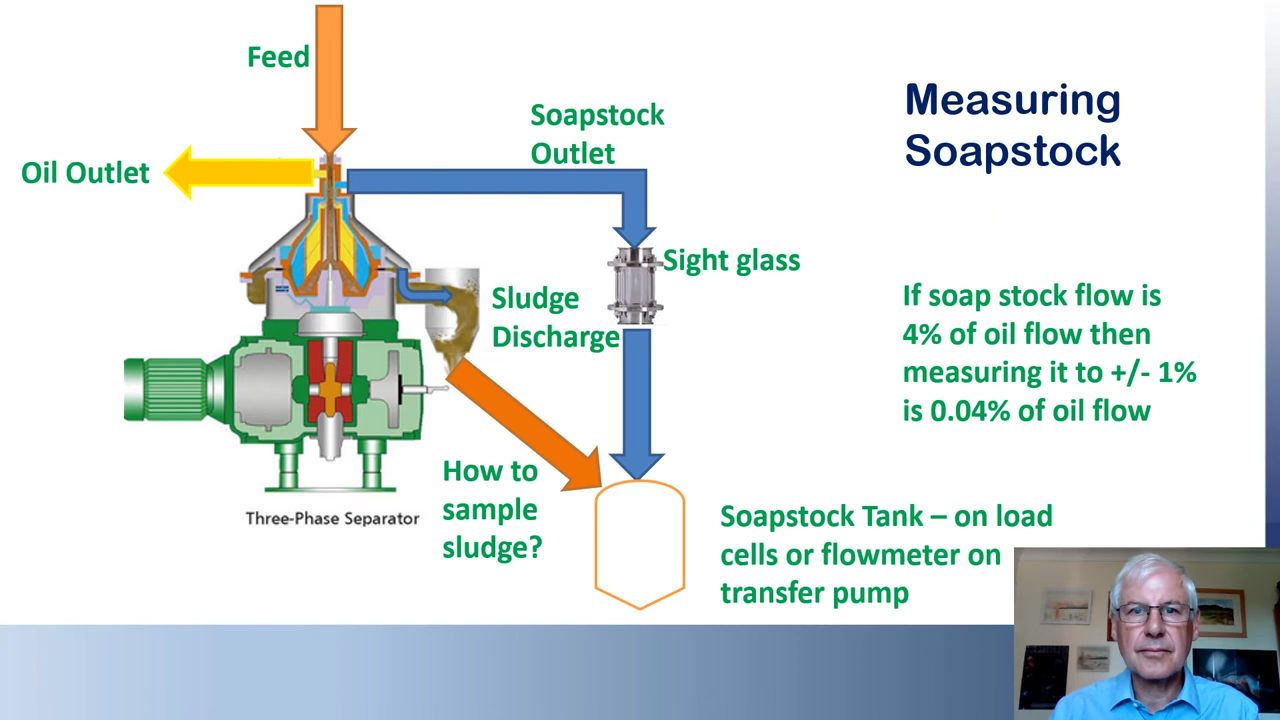 Feed
Oil Outlet
Soapstock
Outlet
Measuring
Soapstock
Sight glass
Sludge
Discharge
If soap stock flow is
4% of oil flow then
measuring it to +/- 1%
is 0.04% of oil flow
How to
sample
sludge?
Three-Phase Separator
Soapstock Tank – on load
cells or flowmeter on
transfer pump